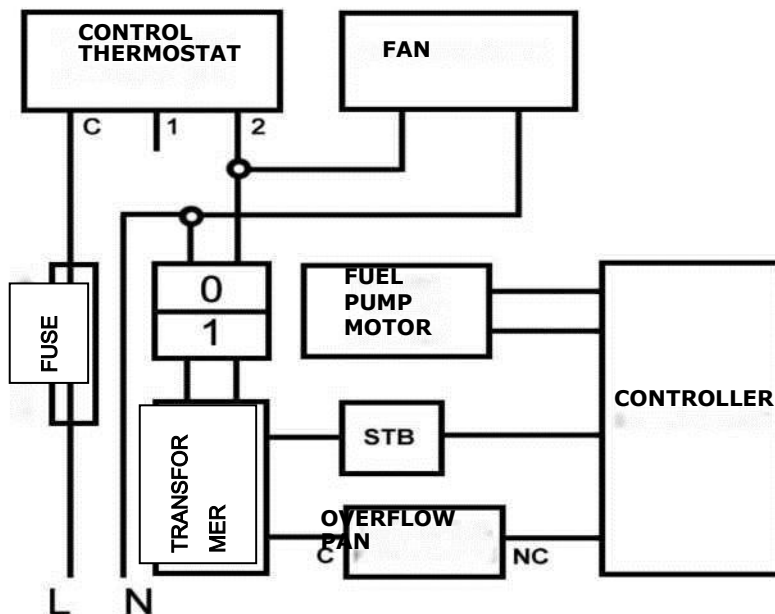 CONTROL
THERMOSTAT
FAN
C 1 2
0
1
FUSE
FUEL
PUMP
MOTOR
CONTROLLER
STB
TRANSFOR
MER
OVERFLOW
PAN
C NC
L N